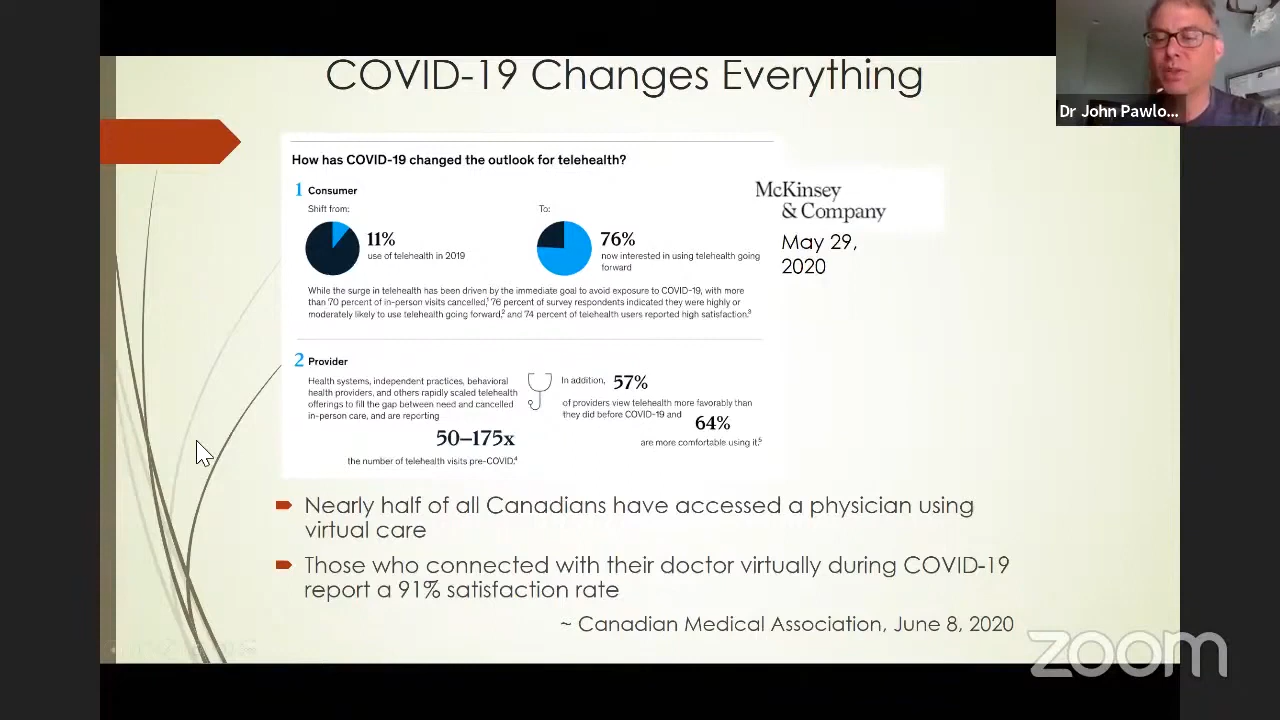 COVID-19 Changes Everything
Dr John Pawlo...
How has COVID-19 changed the outlook for telehealth?
1 Consumer
Shift from:
11%
use of telehealth in 2019
To:
76%
now interested in using telehealth going
forward
McKinsey
& Company
May 29,
2020
While the surge in telehealth has been driven by the immediate goal to avoid exposure to COVID-19, with more
than 70 percent of in-person visits cancelled,¹ 76 percent of survey respondents indicated they were highly or
moderately likely to use telehealth going forward,² and 74 percent of telehealth users reported high satisfaction.³
2 Provider
Health systems, independent practices, behavioral
health providers, and others rapidly scaled telehealth
offerings to fill the gap between need and cancelled
in-person care, and are reporting
50–175x
the number of telehealth visits pre-COVID.⁴
In addition, 57%
of providers view telehealth more favorably than
they did before COVID-19 and
64%
are more comfortable using it.⁵
Nearly half of all Canadians have accessed a physician using
virtual care
Those who connected with their doctor virtually during COVID-19
report a 91% satisfaction rate
~ Canadian Medical Association, June 8, 2020
zoom